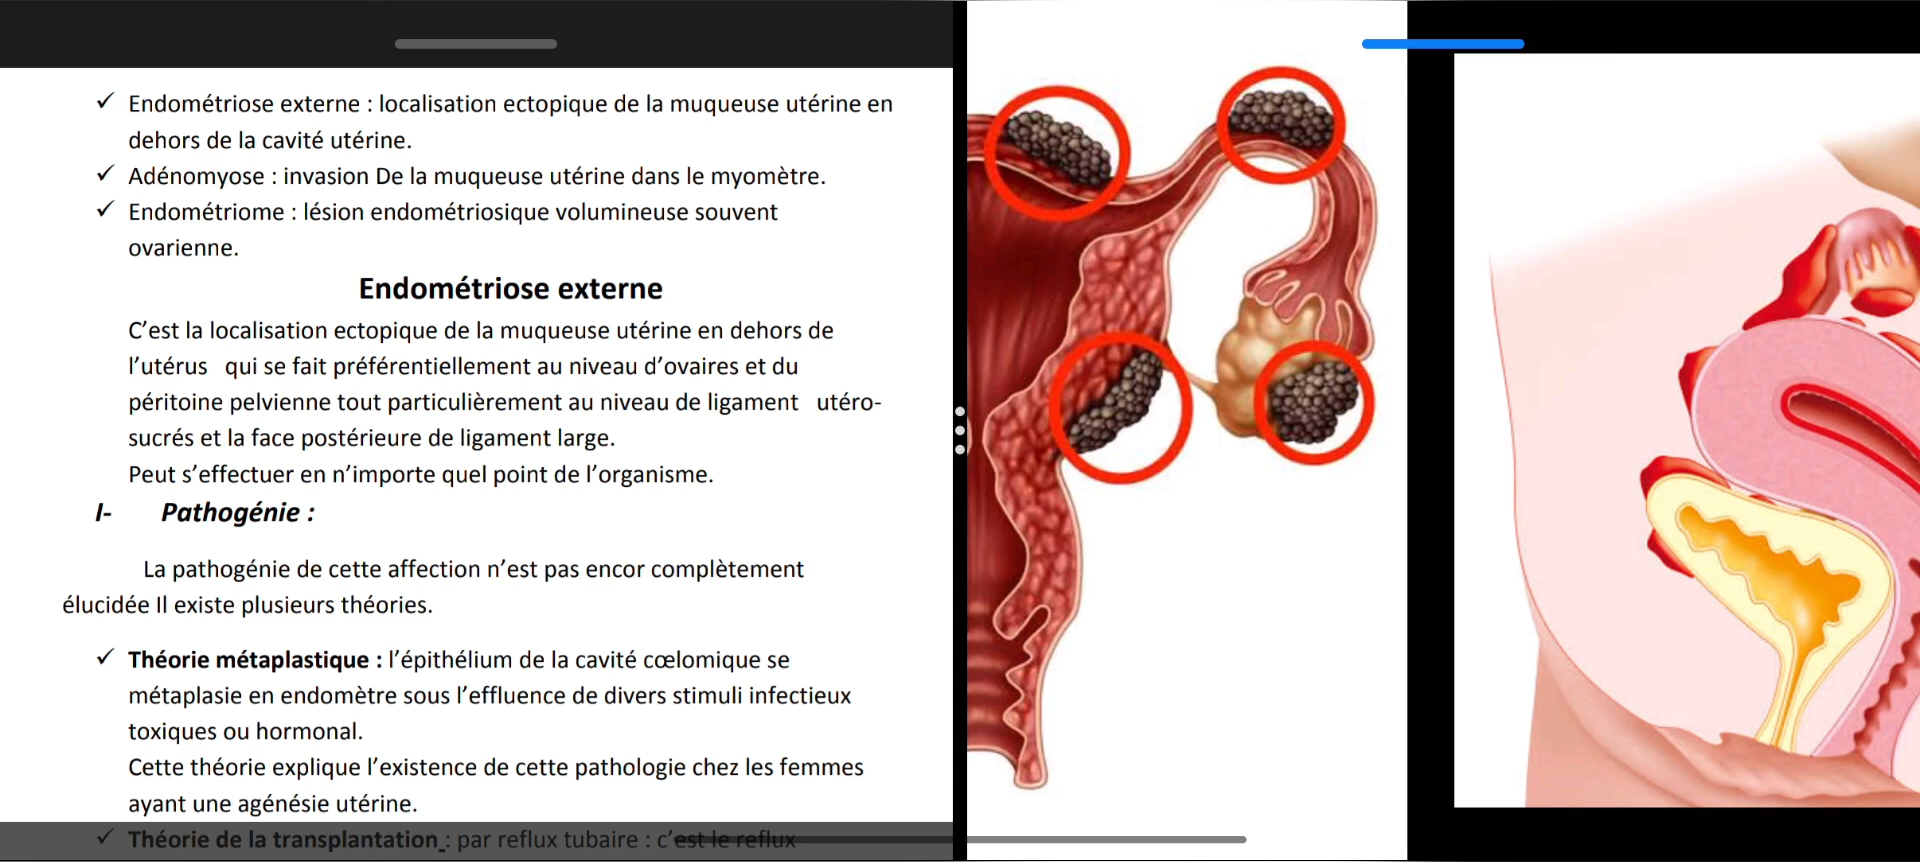 ✓ Endométriose externe : localisation ectopique de la muqueuse utérine en
dehors de la cavité utérine.
✓ Adénomyose : invasion De la muqueuse utérine dans le myomètre.
✓ Endométriome : lésion endométriosique volumineuse souvent
ovarienne.
Endométriose externe
C’est la localisation ectopique de la muqueuse utérine en dehors de
l’utérus qui se fait préférentiellement au niveau d’ovaires et du
péritoine pelvienne tout particulièrement au niveau de ligament utéro-
sucrés et la face postérieure de ligament large.
Peut s’effectuer en n’importe quel point de l’organisme.
I- Pathogénie :
La pathogénie de cette affection n’est pas encor complètement
élucidée Il existe plusieurs théories.
✓ Théorie métaplastique : l’épithélium de la cavité cœlomique se
métaplasie en endomètre sous l’effluence de divers stimuli infectieux
toxiques ou hormonal.
Cette théorie explique l’existence de cette pathologie chez les femmes
ayant une agénésie utérine.
✓ Théorie de la transplantation : par reflux tubaire : c’est le reflux